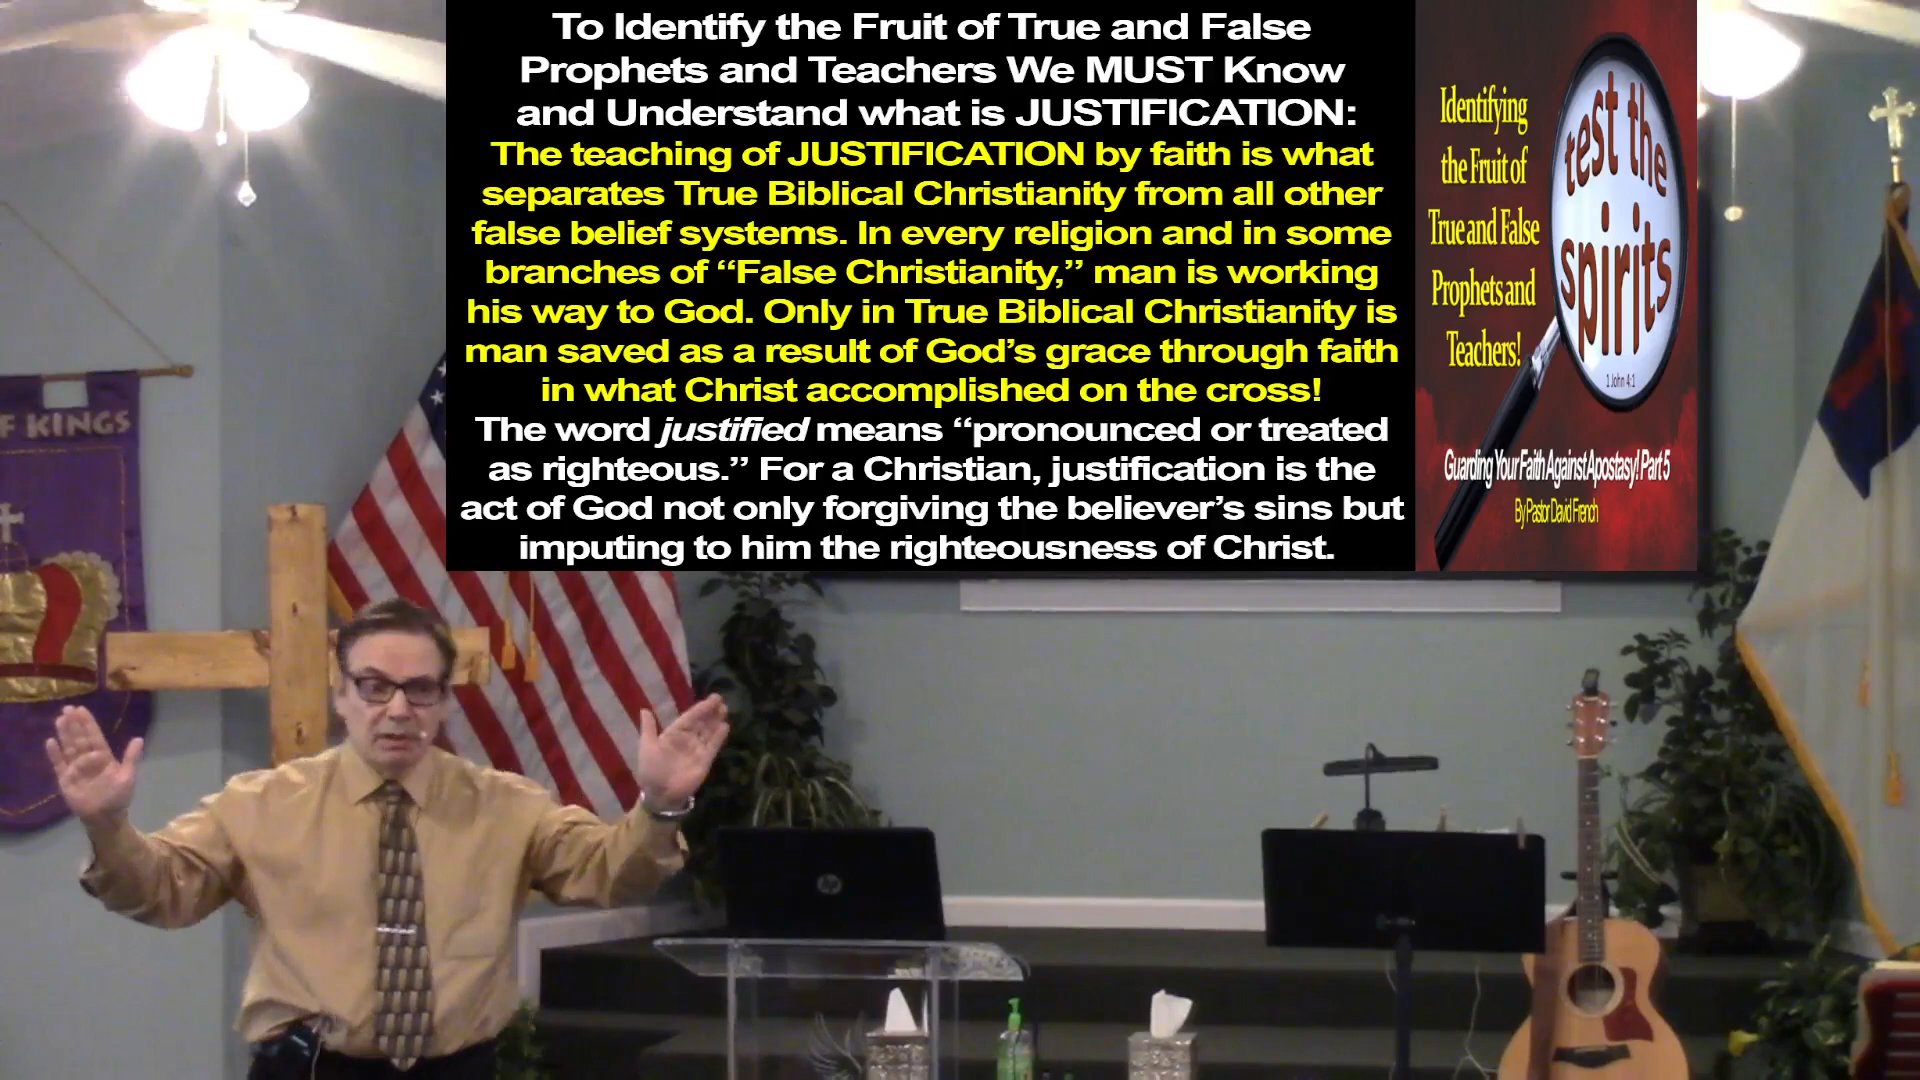 To Identify the Fruit of True and False
Prophets and Teachers We MUST Know
and Understand what is JUSTIFICATION:
The teaching of JUSTIFICATION by faith is what
separates True Biblical Christianity from all other
false belief systems. In every religion and in some
branches of “False Christianity,” man is working
his way to God. Only in True Biblical Christianity is
man saved as a result of God’s grace through faith
in what Christ accomplished on the cross!
The word justified means “pronounced or treated
as righteous.” For a Christian, justification is the
act of God not only forgiving the believer’s sins but
imputing to him the righteousness of Christ.
Identifying
the Fruit of
True and False
Prophets and
Teachers!
test the
spirits
1 John 4:1
Guarding Your Faith Against Apostasy! Part 5
By Pastor David French
F KINGS
hp